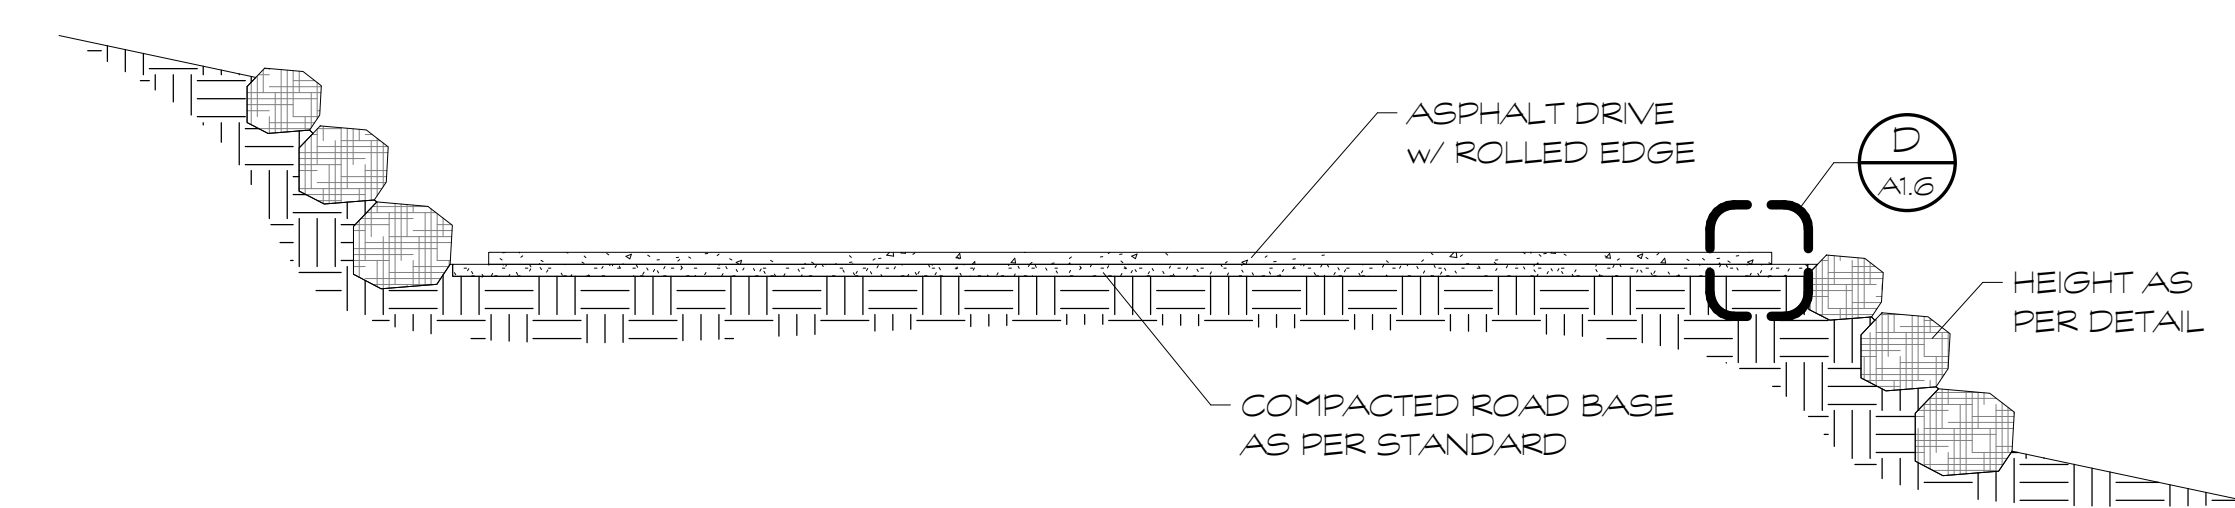 ASPHALT DRIVE
w/ ROLLED EDGE
D
A1.6
HEIGHT AS
PER DETAIL
COMPACTED ROAD BASE
AS PER STANDARD